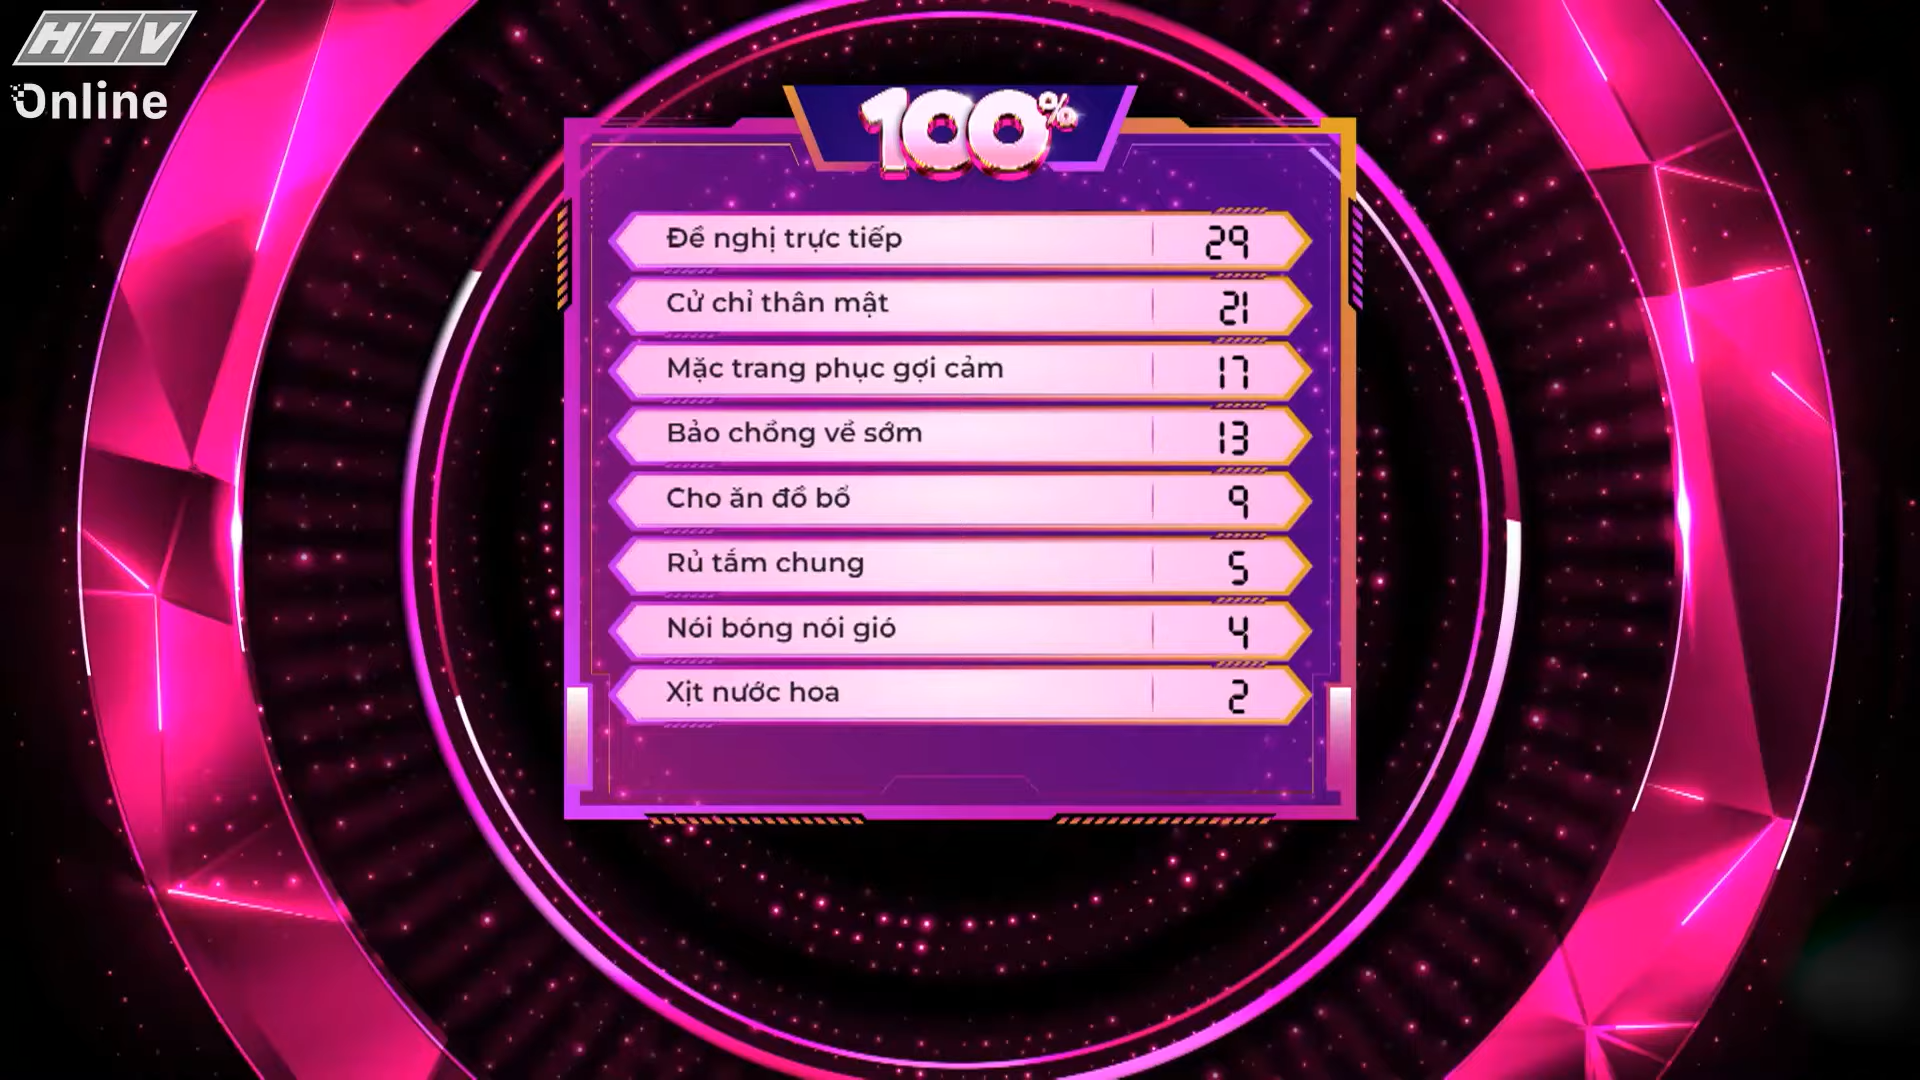 HTV
Online
100%
Đề nghị trực tiếp 29
Cử chỉ thân mật 21
Mặc trang phục gợi cảm 17
Bảo chồng về sớm 13
Cho ăn đồ bổ 9
Rủ tắm chung 5
Nói bóng nói gió 4
Xịt nước hoa 2